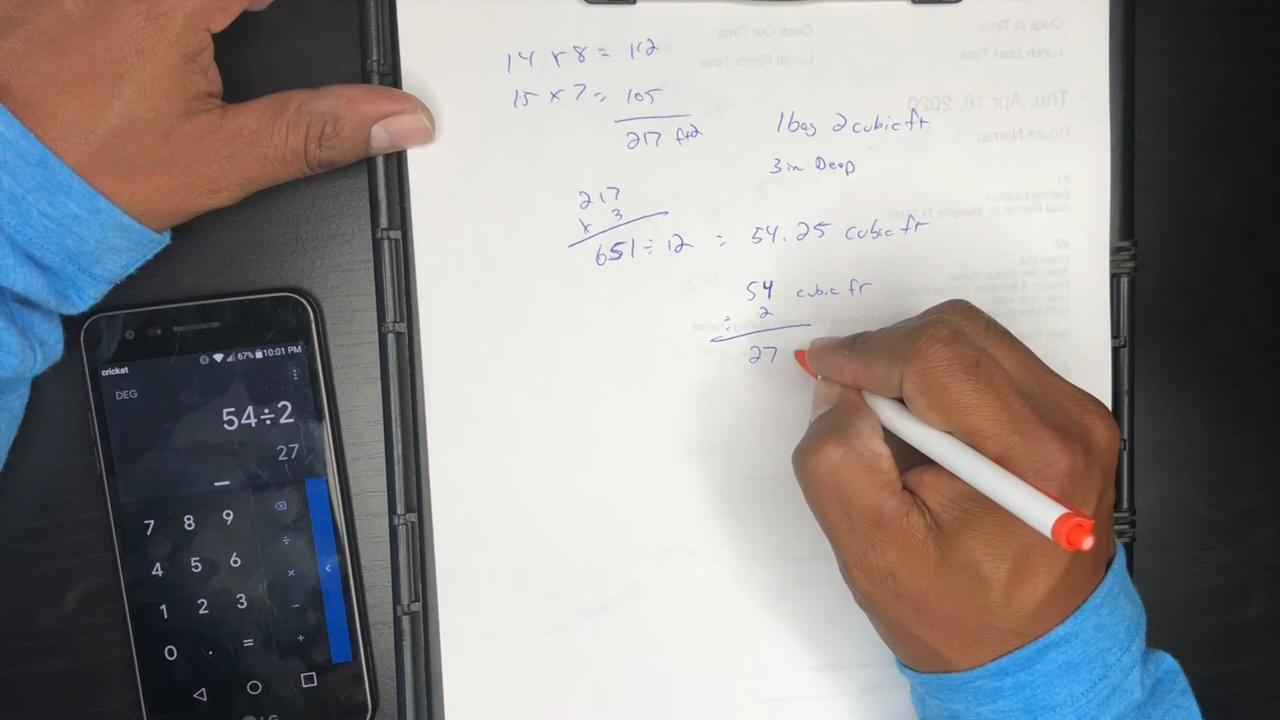 14 x 8 = 112
15 x 7 = 105
217 ft2
1 bag 2 cubic ft
3 in Deep
217
x 3
651 ÷ 12 = 54.25 cubic ft
54 cubic ft
÷ 2
27
Clock In Time:
Clock Out Time:
Lunch Start Time:
Lunch Finish Time:
Thu, Apr 16, 2020
Route Name:
cricket
67% 10:01 PM
DEG
54÷2
27
7 8 9
4 5 6 ÷
1 2 3 ×
0 . = −
+
LG